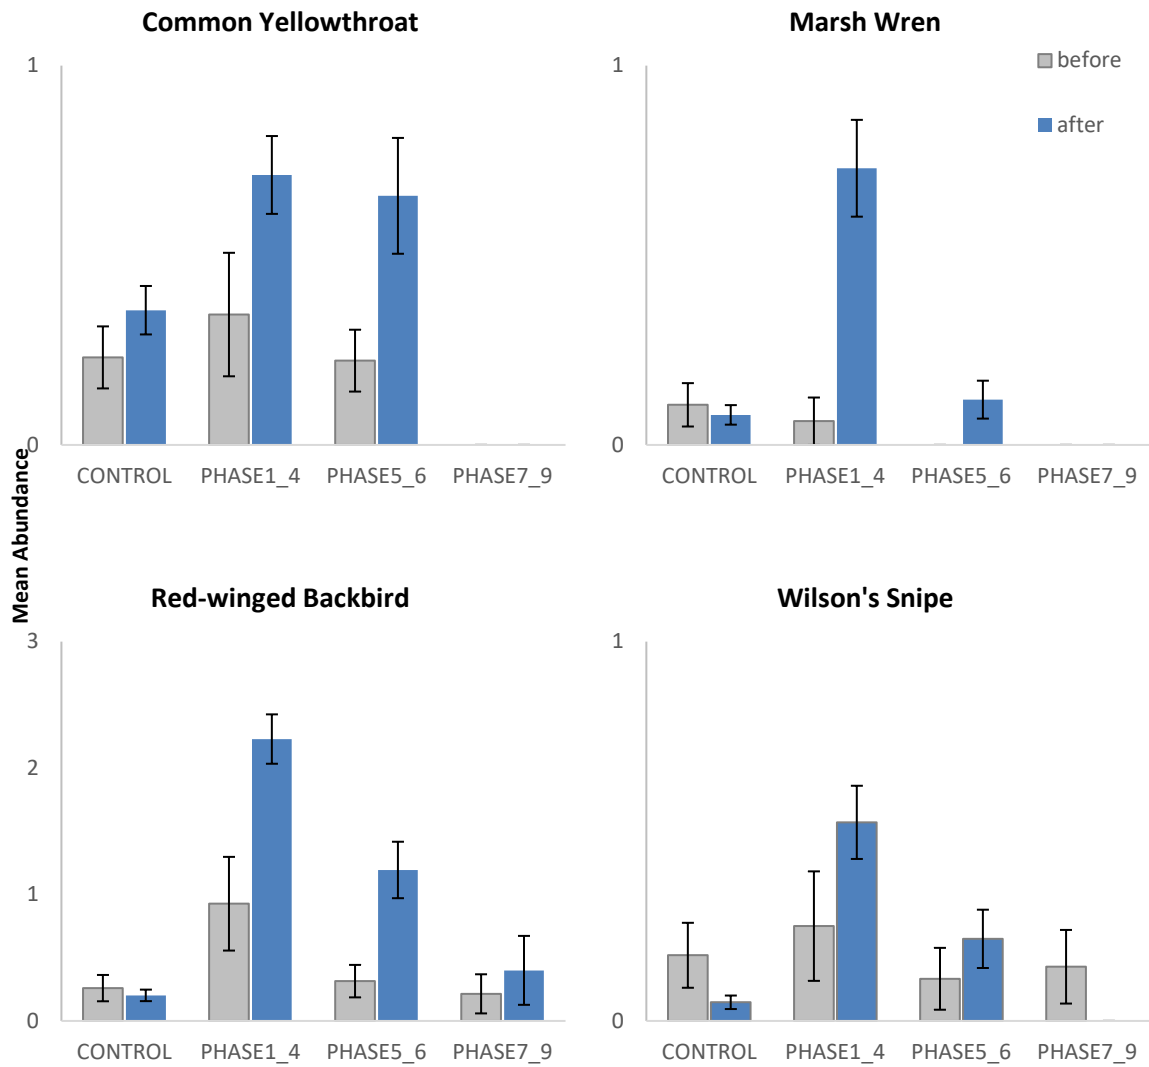 Common Yellowthroat
1
0
CONTROL PHASE1_4 PHASE5_6 PHASE7_9
Marsh Wren
before
after
1
0
CONTROL PHASE1_4 PHASE5_6 PHASE7_9
Mean Abundance
Red-winged Backbird
3
2
1
0
CONTROL PHASE1_4 PHASE5_6 PHASE7_9
Wilson's Snipe
1
0
CONTROL PHASE1_4 PHASE5_6 PHASE7_9